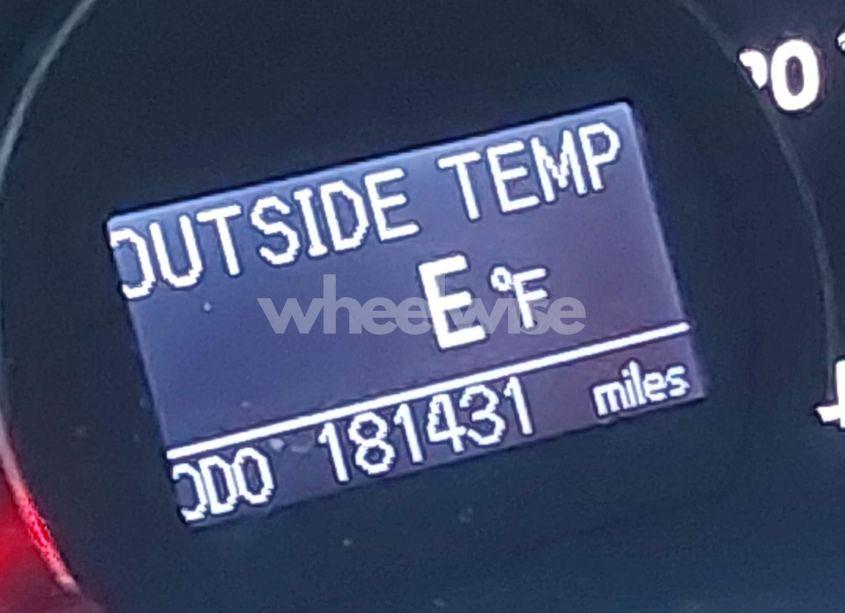 OUTSIDE TEMP
E °F
ODO 181431 miles
wheelwise